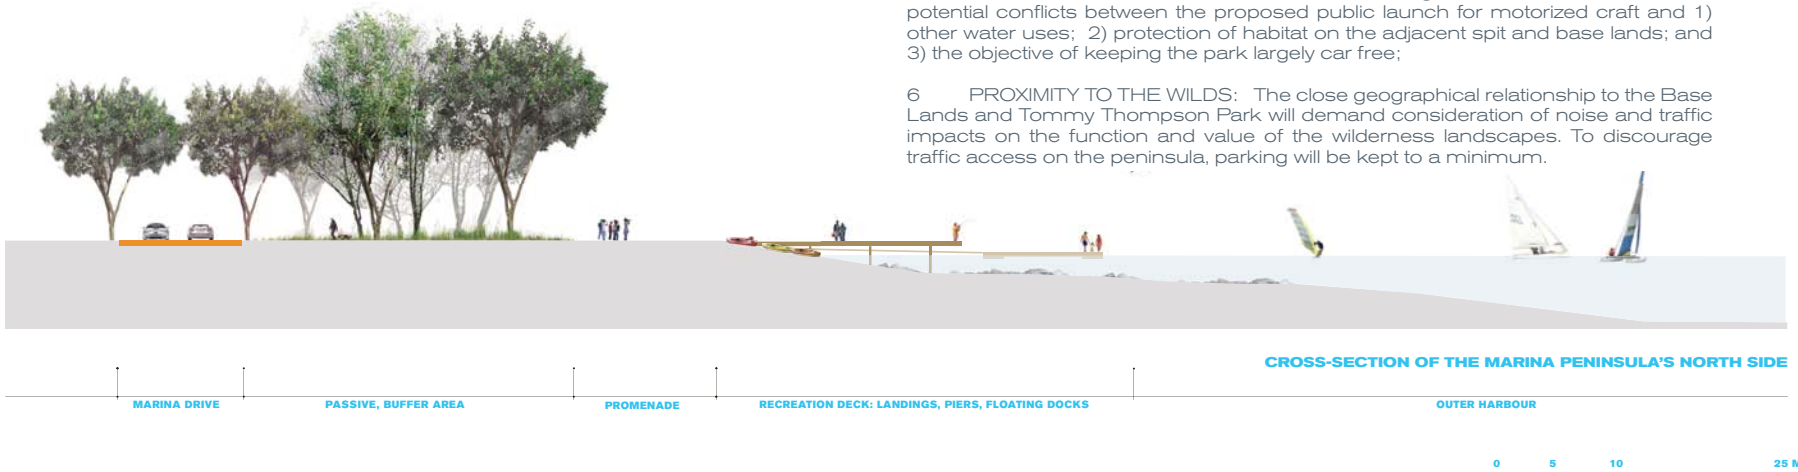 potential conflicts between the proposed public launch for motorized craft and 1)
other water uses; 2) protection of habitat on the adjacent spit and base lands; and
3) the objective of keeping the park largely car free;
6 PROXIMITY TO THE WILDS: The close geographical relationship to the Base
Lands and Tommy Thompson Park will demand consideration of noise and traffic
impacts on the function and value of the wilderness landscapes. To discourage
traffic access on the peninsula, parking will be kept to a minimum.
CROSS-SECTION OF THE MARINA PENINSULA'S NORTH SIDE
MARINA DRIVE PASSIVE, BUFFER AREA PROMENADE RECREATION DECK: LANDINGS, PIERS, FLOATING DOCKS OUTER HARBOUR
0 5 10 25 M